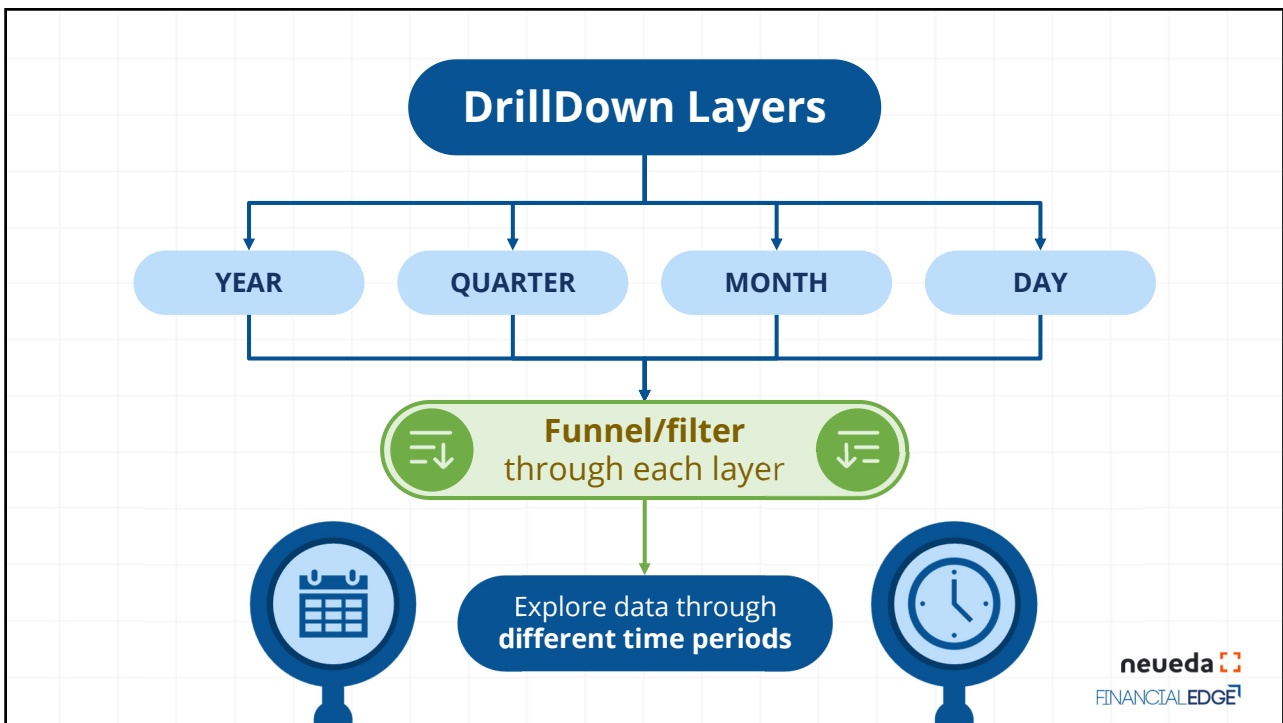 DrillDown Layers
YEAR
QUARTER
MONTH
DAY
Funnel/filter
through each layer
Explore data through
different time periods
neueda
FINANCIALEDGE